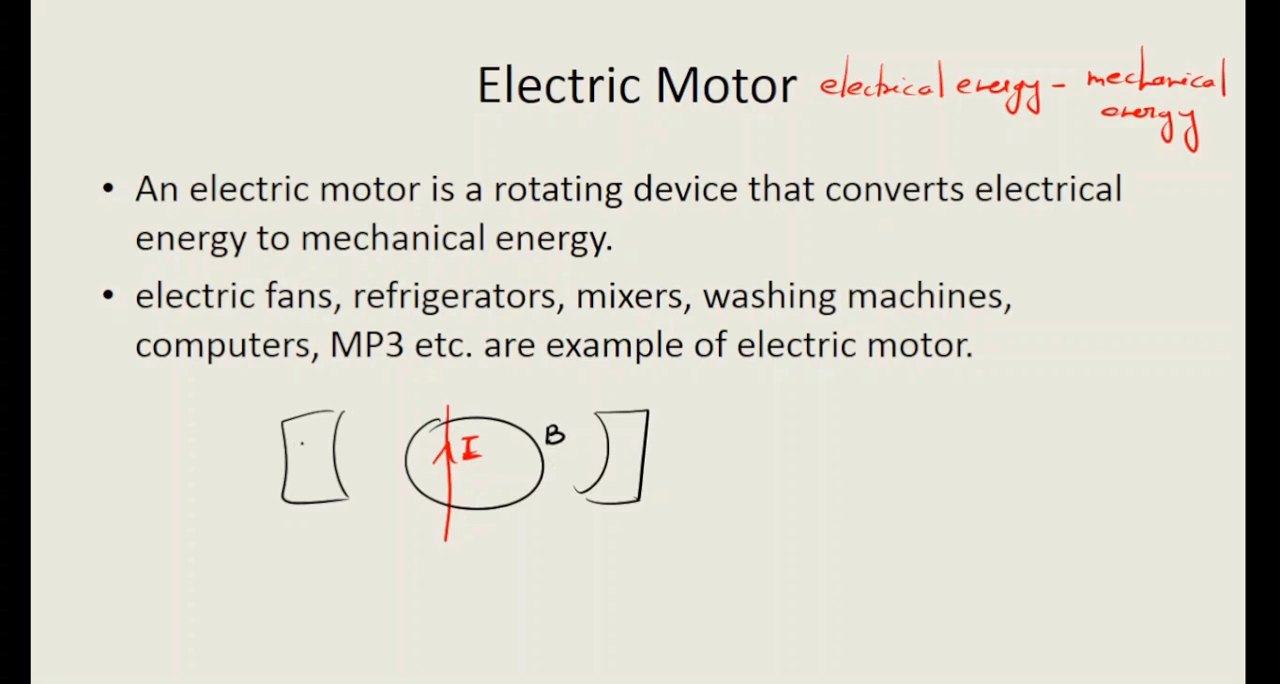 Electric Motor electrical energy - mechanical
energy
• An electric motor is a rotating device that converts electrical
energy to mechanical energy.
• electric fans, refrigerators, mixers, washing machines,
computers, MP3 etc. are example of electric motor.
I B